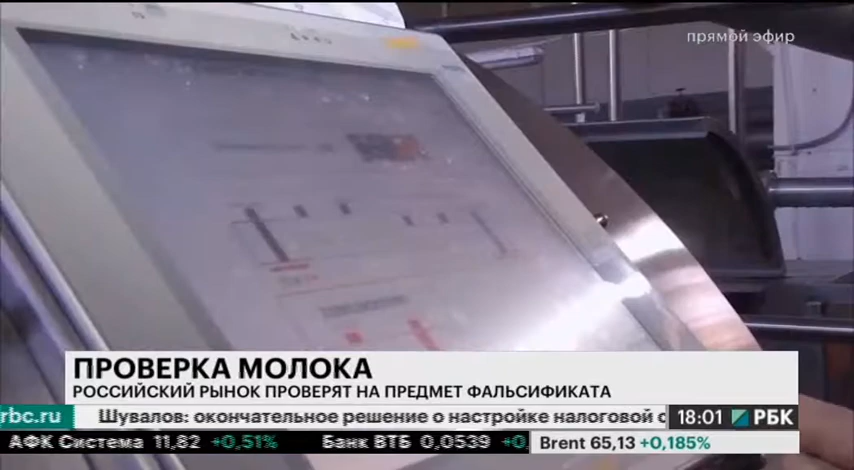 прямой эфир
ПРОВЕРКА МОЛОКА
РОССИЙСКИЙ РЫНОК ПРОВЕРЯТ НА ПРЕДМЕТ ФАЛЬСИФИКАТА
rbc.ru Шувалов: окончательное решение о настройке налоговой с 18:01 РБК
АФК Система 11,82 +0,51% Банк ВТБ 0,0539 +0, Brent 65,13 +0,185%